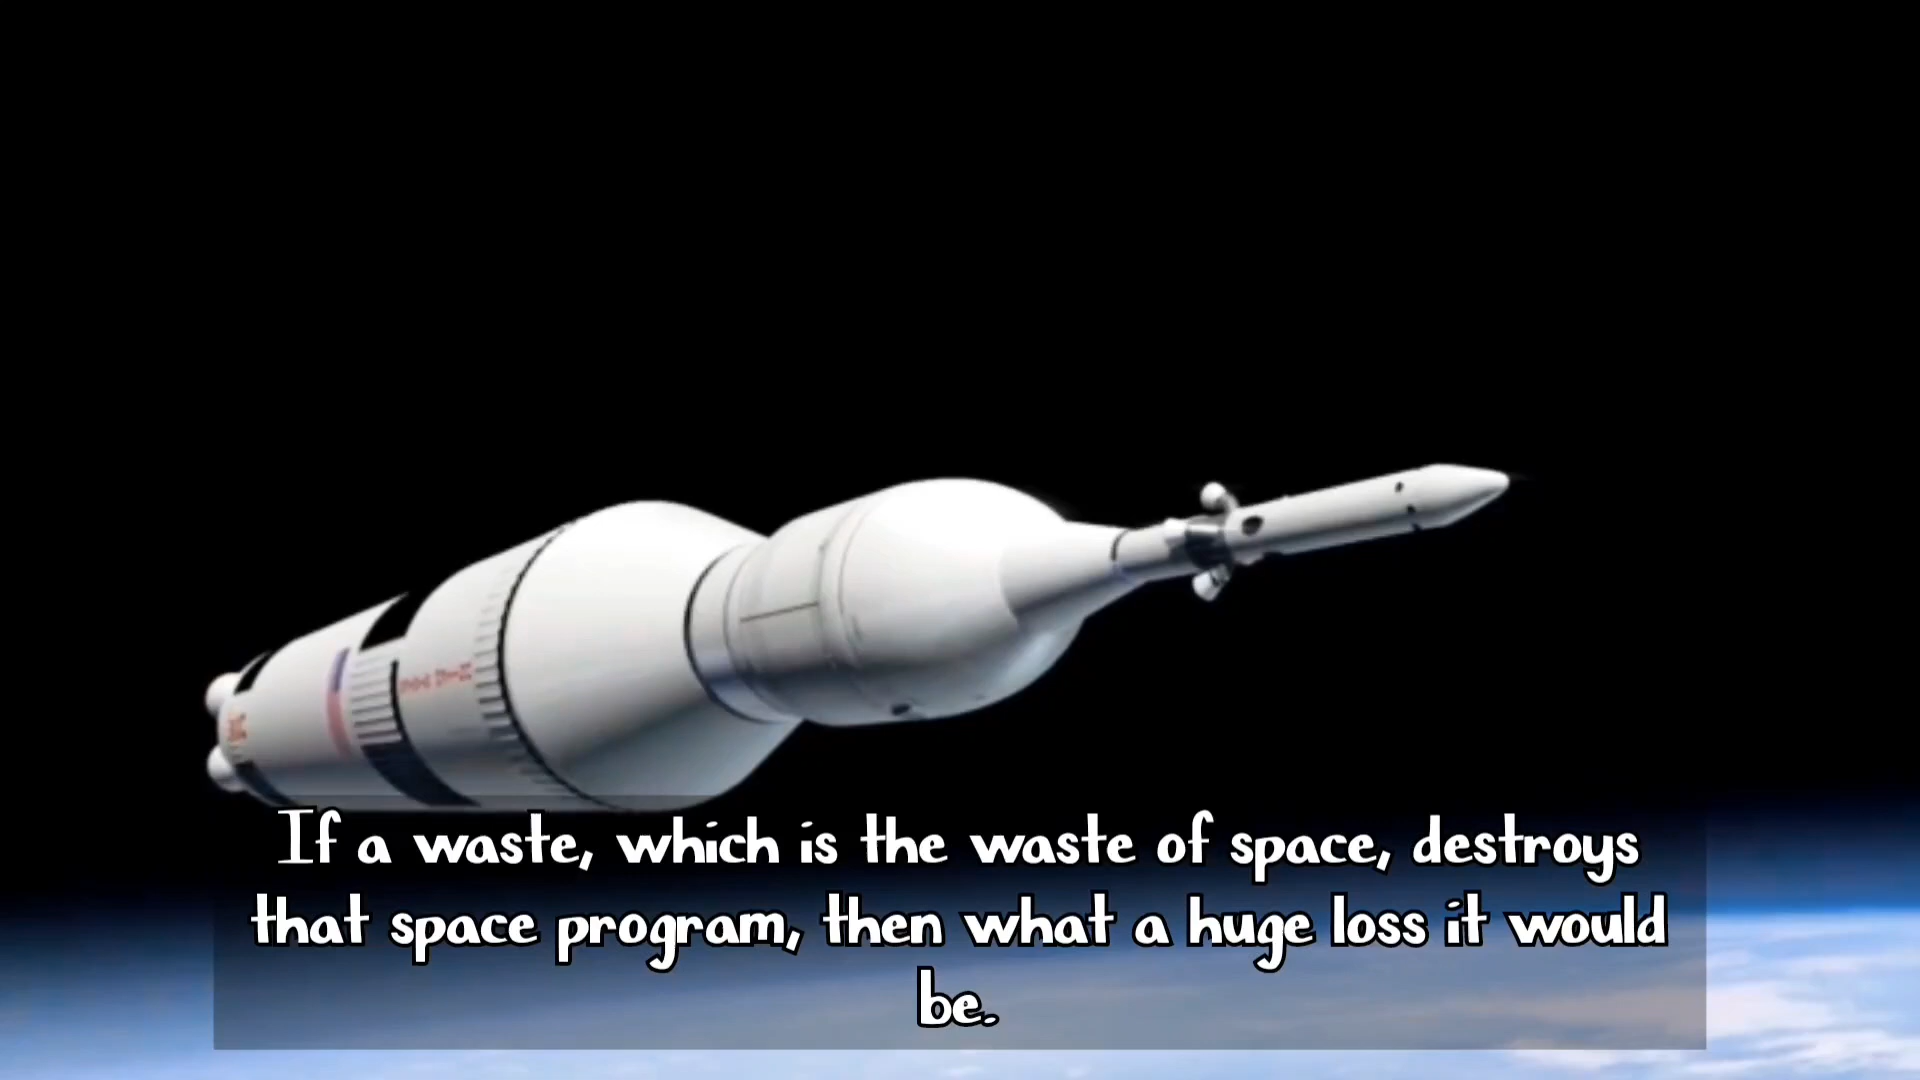 If a waste, which is the waste of space, destroys
that space program, then what a huge loss it would
be.